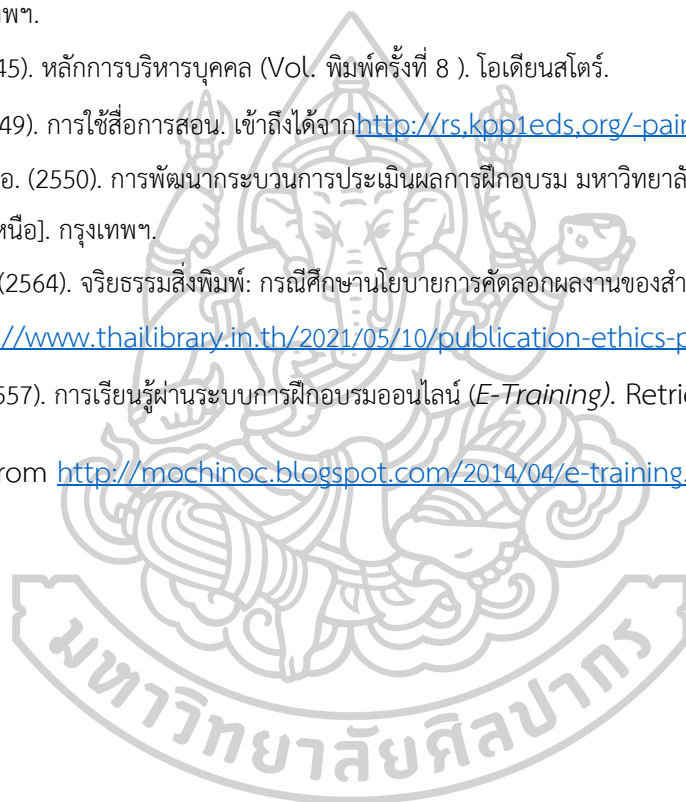 ทพฯ.
45). หลักการบริหารบุคคล (Vol. พิมพ์ครั้งที่ 8 ). โอเดียนสโตร์.
49). การใช้สื่อการสอน. เข้าถึงได้จากhttp://rs,kpp1eds,org/-pair
อ. (2550). การพัฒนากระบวนการประเมินผลการฝึกอบรม มหาวิทยาลั
หนือ]. กรุงเทพฯ.
(2564). จริยธรรมสิ่งพิมพ์: กรณีศึกษานโยบายการคัดลอกผลงานของสำ
://www.thailibrary.in.th/2021/05/10/publication-ethics-p
557). การเรียนรู้ผ่านระบบการฝึกอบรมออนไลน์ (E-Training). Retri
rom http://mochinoc.blogspot.com/2014/04/e-training.
มหาวิทยาลัยศิลปากร